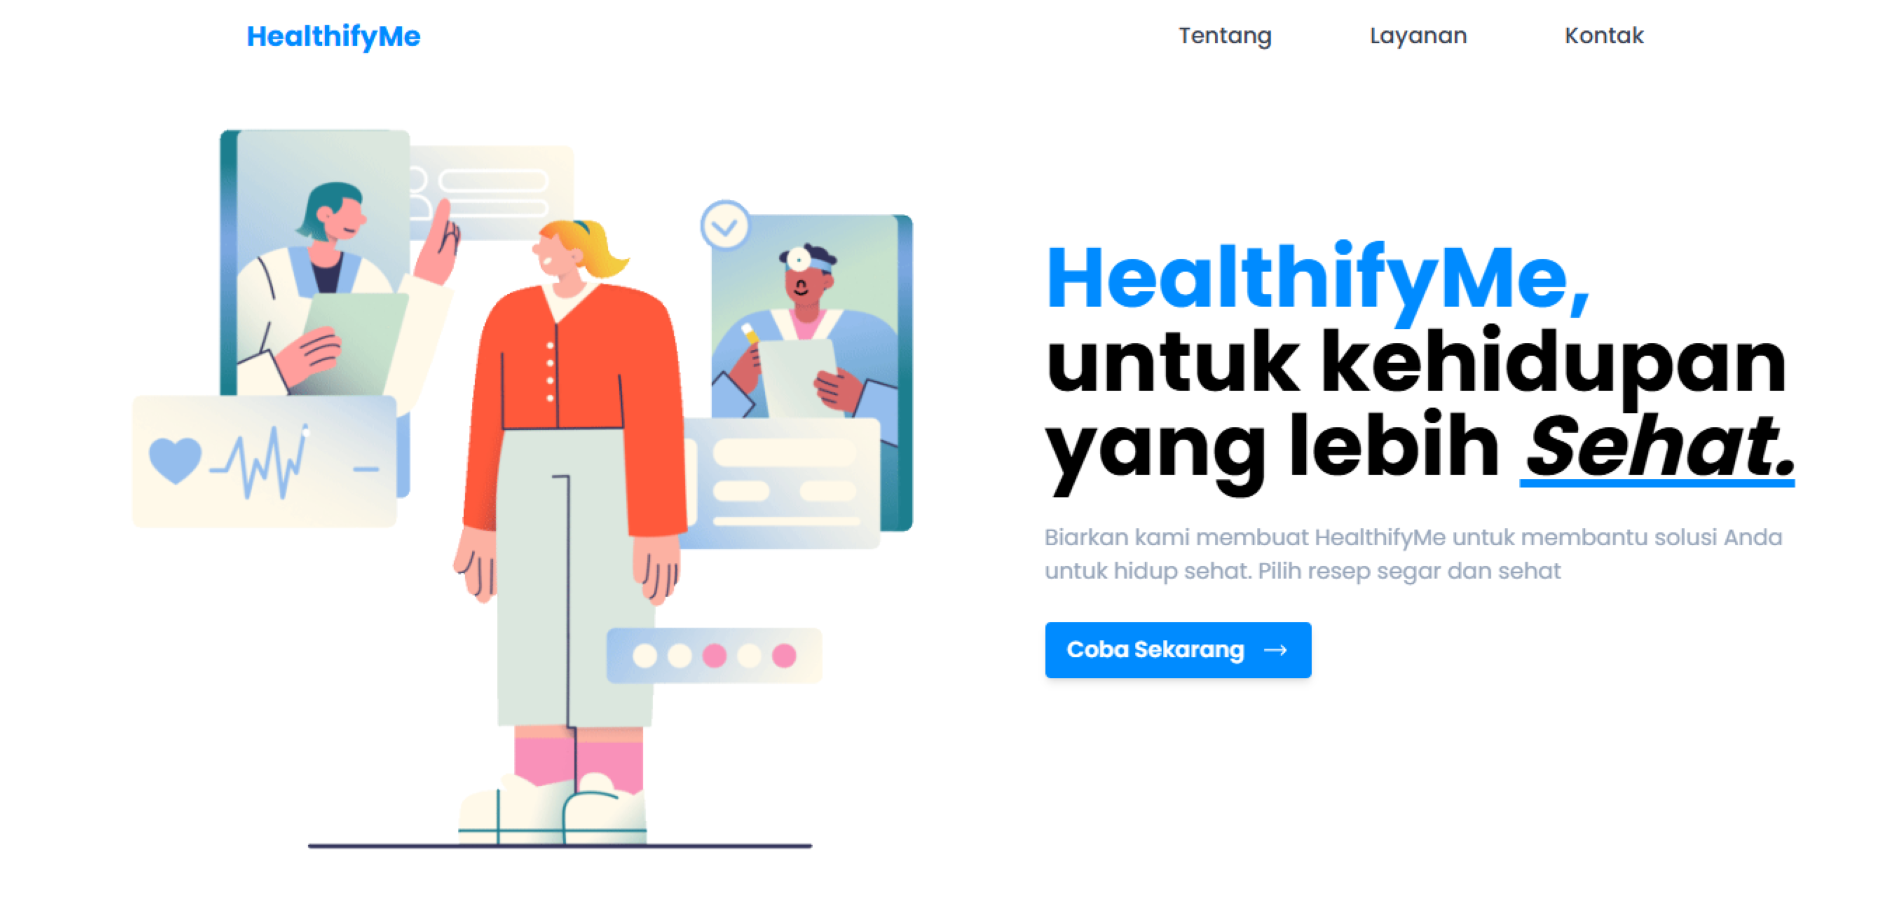 HealthifyMe
Tentang
Layanan
Kontak
HealthifyMe,
untuk kehidupan
yang lebih Sehat.
Biarkan kami membuat HealthifyMe untuk membantu solusi Anda
untuk hidup sehat. Pilih resep segar dan sehat
Coba Sekarang →